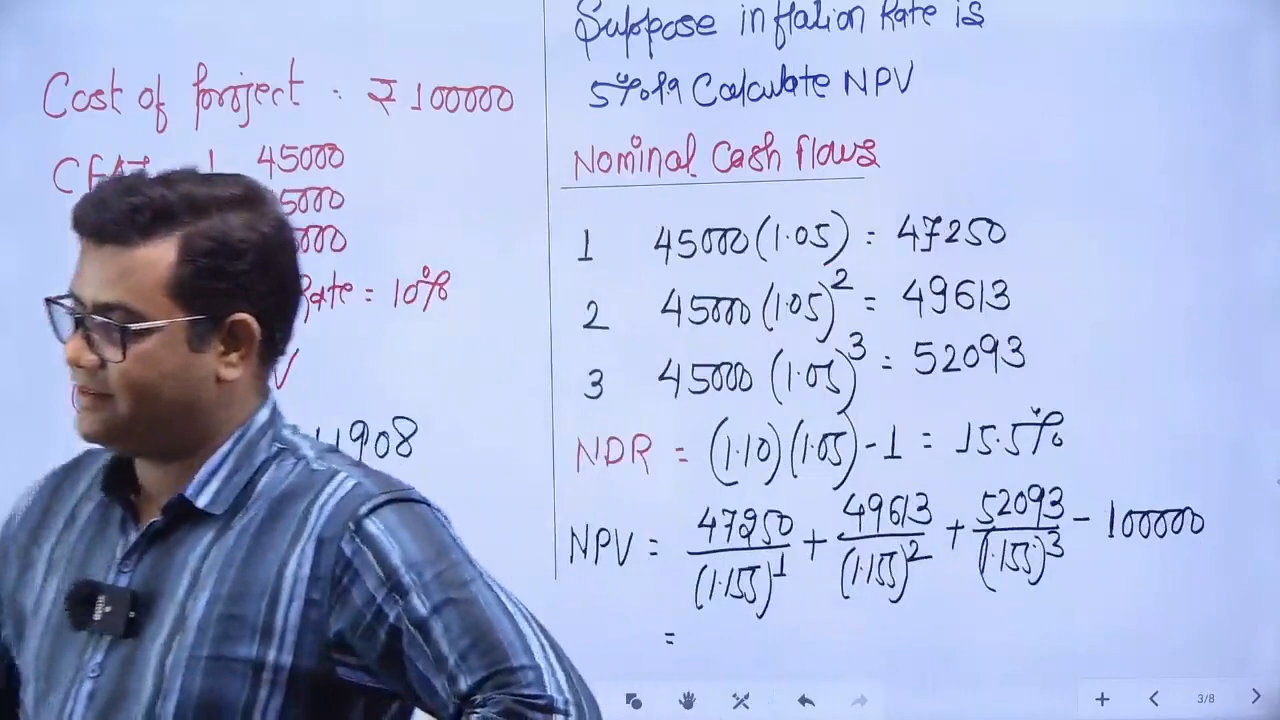 Cost of Project : ₹100000
45000
5000
000
Rate = 10%
V
908
Suppose inflation Rate is
5% Pa Calculate NPV
Nominal Cash flows
1 45000(1.05) = 47250
2 45000(1.05)² = 49613
3 45000(1.05)³ = 52093
NDR = (1.10)(1.05)-1 = 15.5%
NPV = 47250/(1.155)¹ + 49613/(1.155)² + 52093/(1.155)³ - 100000
=
3/8